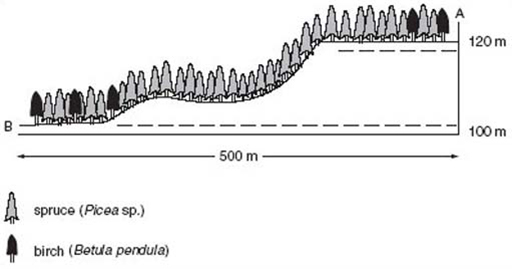 A
120 m
B
100 m
500 m
spruce (Picea sp.)
birch (Betula pendula)